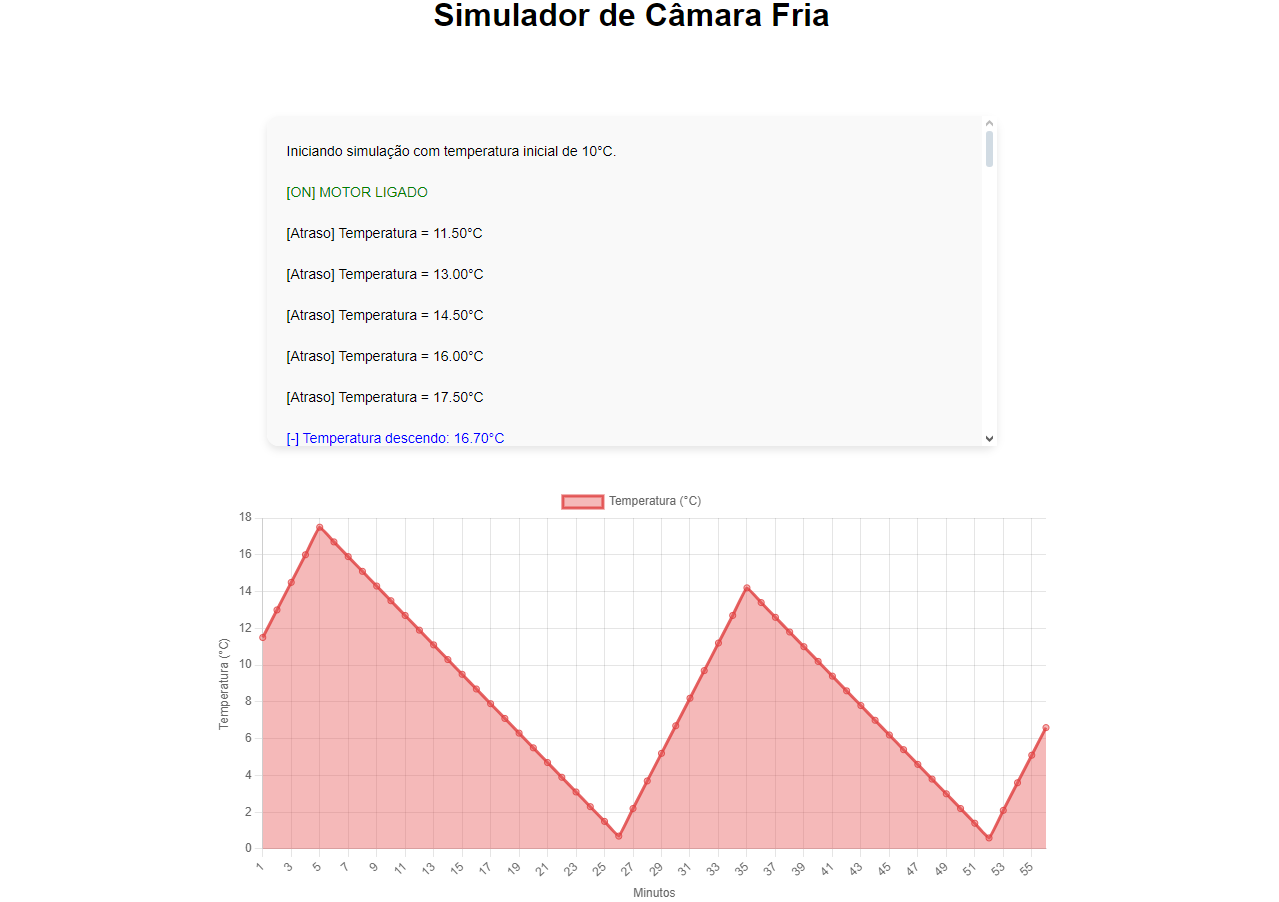 Simulador de Câmara Fria
Iniciando simulação com temperatura inicial de 10°C.
[ON] MOTOR LIGADO
[Atraso] Temperatura = 11.50°C
[Atraso] Temperatura = 13.00°C
[Atraso] Temperatura = 14.50°C
[Atraso] Temperatura = 16.00°C
[Atraso] Temperatura = 17.50°C
[-] Temperatura descendo: 16.70°C
Temperatura (°C)
18
16
14
12
10
8
6
4
2
0
Temperatura (°C)
1 3 5 7 9 11 13 15 17 19 21 23 25 27 29 31 33 35 37 39 41 43 45 47 49 51 53 55
Minutos